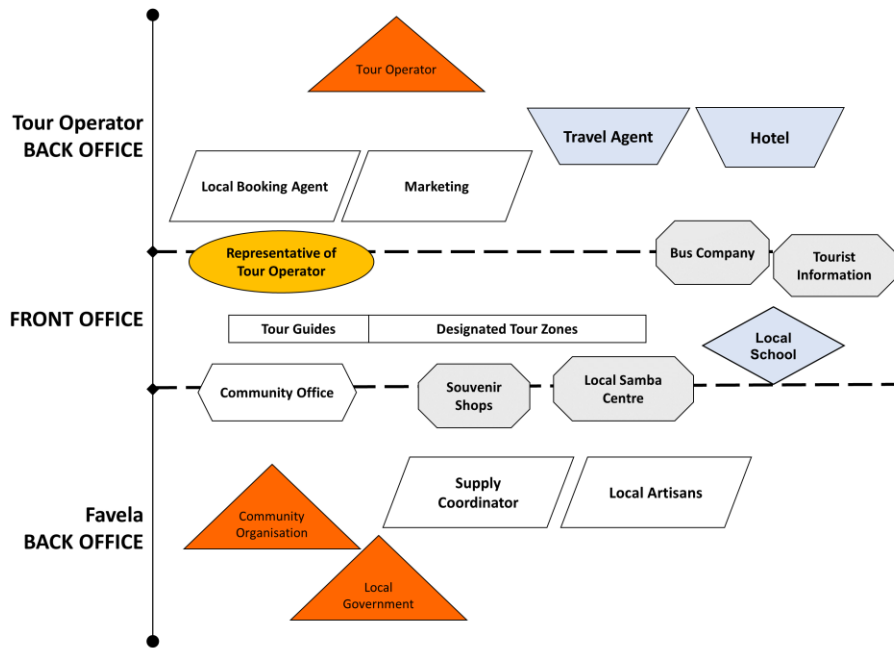 Tour Operator
Tour Operator
BACK OFFICE
Travel Agent
Hotel
Local Booking Agent
Marketing
Representative of
Tour Operator
Bus Company
Tourist
Information
FRONT OFFICE
Tour Guides
Designated Tour Zones
Local
School
Community Office
Souvenir
Shops
Local Samba
Centre
Favela
BACK OFFICE
Supply
Coordinator
Local Artisans
Community
Organisation
Local
Government